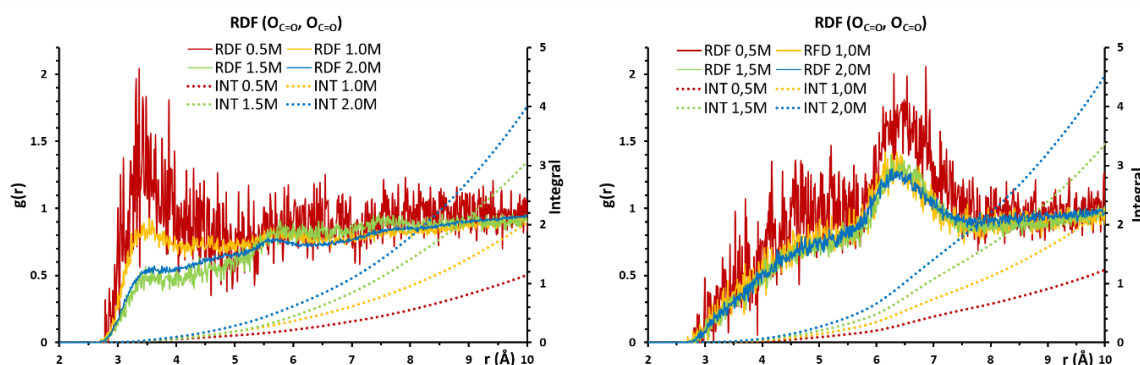 RDF (O_C=O, O_C=O)
RDF 0.5M RDF 1.0M
RDF 1.5M RDF 2.0M
INT 0.5M INT 1.0M
INT 1.5M INT 2.0M
g(r)
2
1.5
1
0.5
0
5
4
3
2
1
0
Integral
2 3 4 5 6 7 8 9 10
r (Å)
RDF (O_C=O, O_C=O)
RDF 0,5M RFD 1,0M
RDF 1,5M RDF 2,0M
INT 0,5M INT 1,0M
INT 1,5M INT 2,0M
g(r)
2
1.5
1
0.5
0
5
4
3
2
1
0
Integral
2 3 4 5 6 7 8 9 10
r (Å)